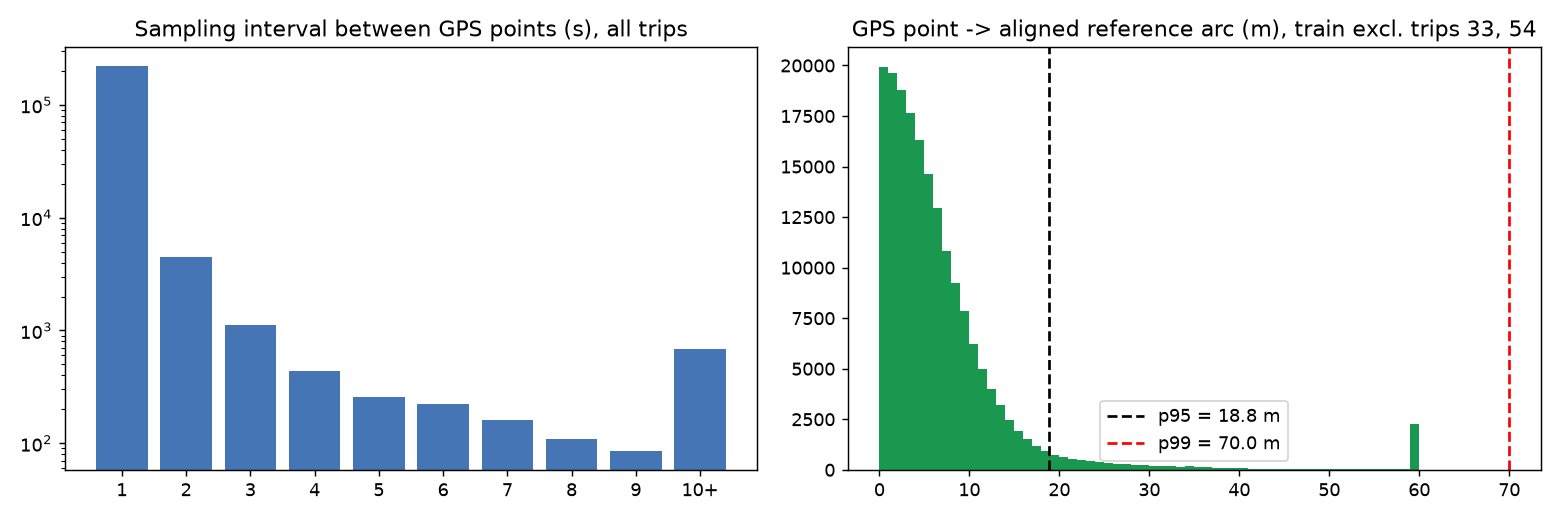 Sampling interval between GPS points (s), all trips
10^5
10^4
10^3
10^2
1 2 3 4 5 6 7 8 9 10+
GPS point -> aligned reference arc (m), train excl. trips 33, 54
20000
17500
15000
12500
10000
7500
5000
2500
0
p95 = 18.8 m
p99 = 70.0 m
0 10 20 30 40 50 60 70